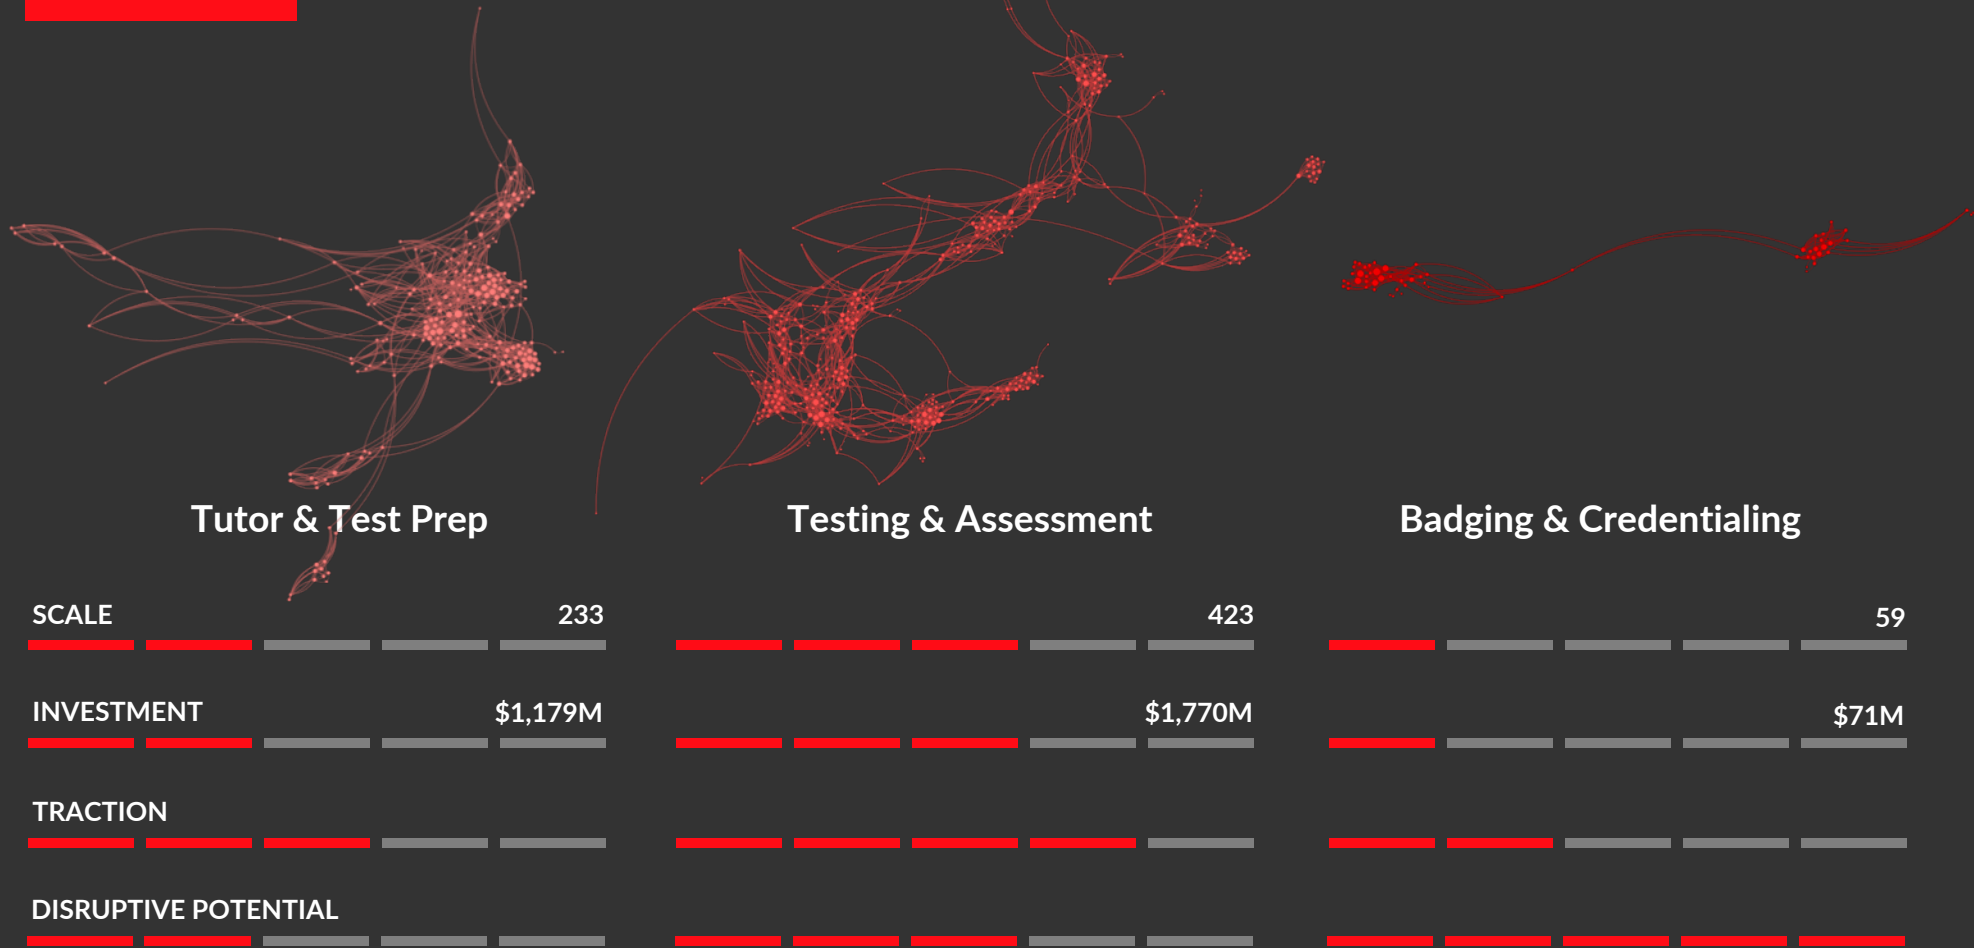 Tutor & Test Prep
Testing & Assessment
Badging & Credentialing
SCALE 233
423
59
INVESTMENT $1,179M
$1,770M
$71M
TRACTION
DISRUPTIVE POTENTIAL